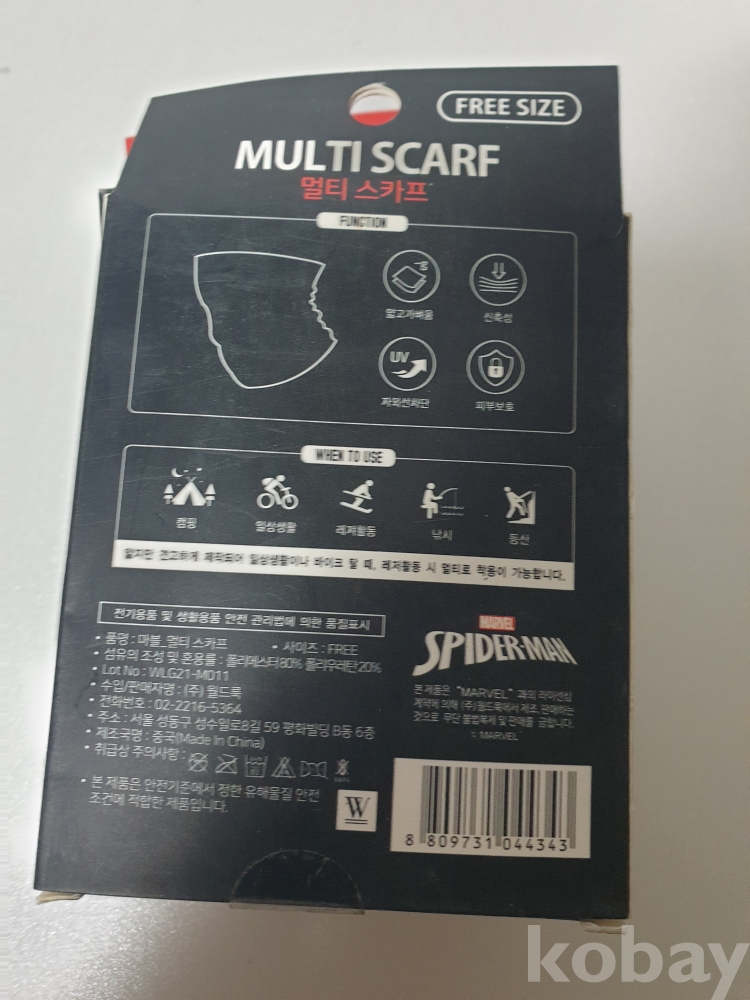 FREE SIZE
MULTI SCARF
멀티 스카프
FUNCTION
얇고가벼움
신축성
UV
자외선차단
피부보호
WHEN TO USE
캠핑
일상생활
레져활동
낚시
등산
얇지만 견고하게 제작되어 일상생활이나 바이크 탈 때, 레저활동 시 멀티로 착용이 가능합니다.
전기용품 및 생활용품 안전 관리법에 의한 품질표시
• 품명 : 마블 멀티 스카프 • 사이즈 : FREE
• 섬유의 조성 및 혼용률 : 폴리에스터80% 폴리우레탄20%
• Lot No : WLG21-MD11
• 수입/판매자명 : (주) 월드록
• 전화번호 : 02-2216-5364
• 주소 : 서울 성동구 성수일로8길 59 평화빌딩 B동 6층
• 제조국명 : 중국(Made In China)
• 취급상 주의사항 :
• 본 제품은 안전기준에서 정한 유해물질 안전
조건에 적합한 제품입니다.
MARVEL
SPIDER-MAN
본 제품은 "MARVEL" 과의 라이선싱
계약에 의해 (주)월드록에서 제조, 판매하는
것으로 무단 불법복제 및 판매를 금합니다.
© MARVEL
W
8 809731 044343
kobay